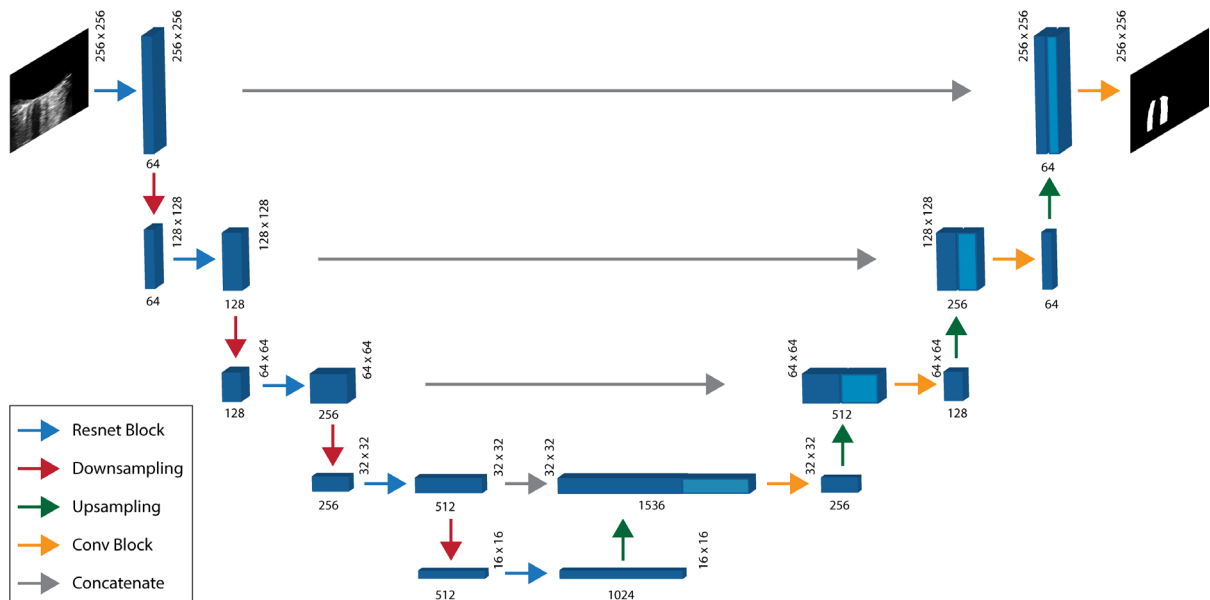 256 x 256
256 x 256
64
128 x 128
64
128 x 128
128
64 x 64
128
64 x 64
256
32 x 32
256
32 x 32
512
16 x 16
512
16 x 16
1024
32 x 32
1536
256
64 x 64
512
64 x 64
128
128 x 128
256
64
256 x 256
64
256 x 256
Resnet Block
Downsampling
Upsampling
Conv Block
Concatenate